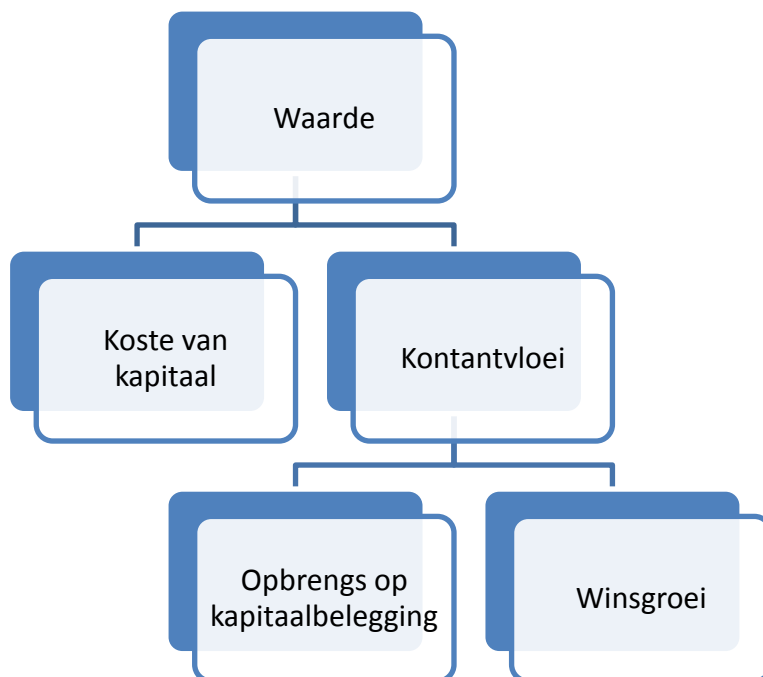 Waarde
Koste van
kapitaal
Kontantvloei
Opbrengs op
kapitaalbelegging
Winsgroei